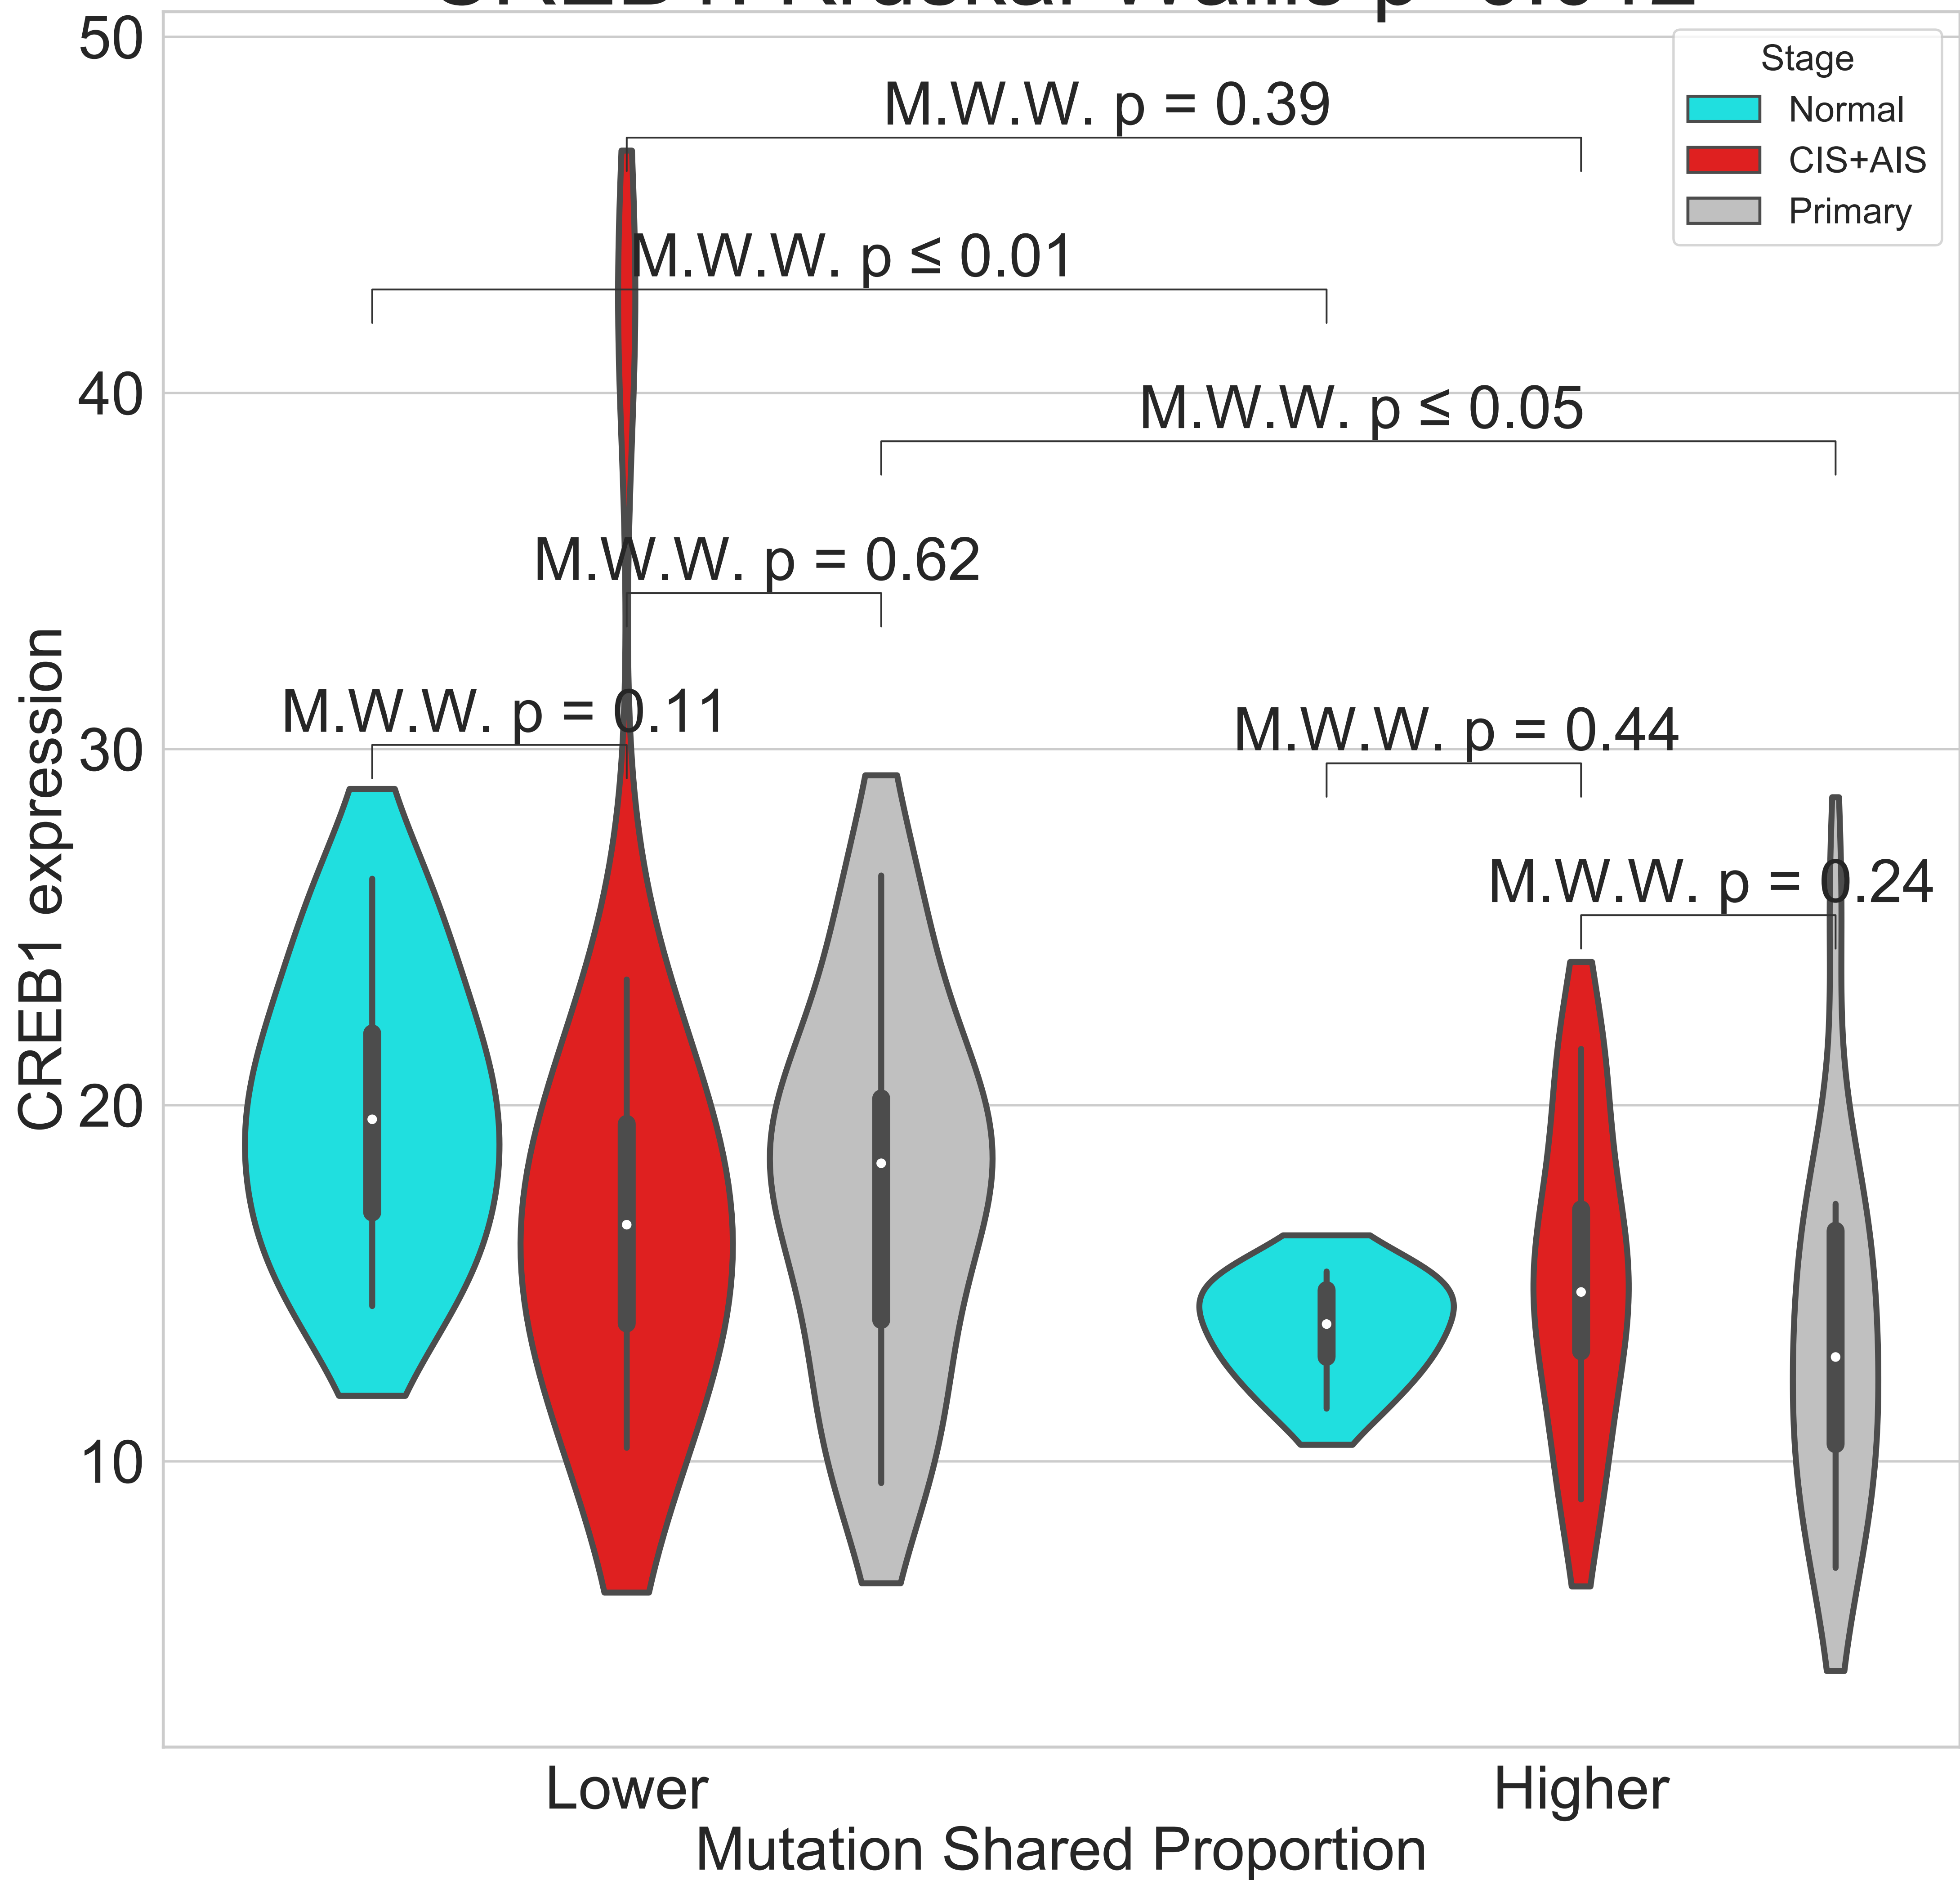 50
40
30
20
10
CREB1 expression
Stage
Normal
CIS+AIS
Primary
M.W.W. p = 0.39
M.W.W. p ≤ 0.01
M.W.W. p ≤ 0.05
M.W.W. p = 0.62
M.W.W. p = 0.11
M.W.W. p = 0.44
M.W.W. p = 0.24
Lower
Higher
Mutation Shared Proportion